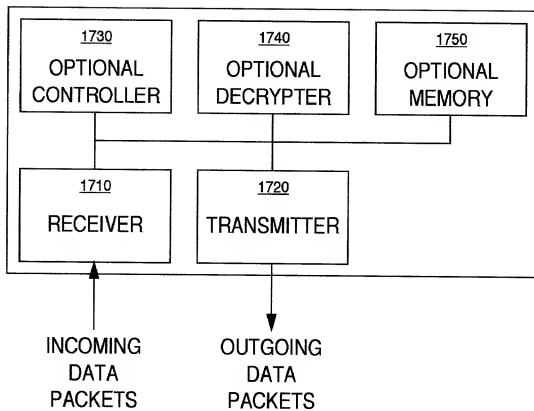 1730
OPTIONAL
CONTROLLER
1740
OPTIONAL
DECRYPTER
1750
OPTIONAL
MEMORY
1710
RECEIVER
1720
TRANSMITTER
INCOMING
DATA
PACKETS
OUTGOING
DATA
PACKETS